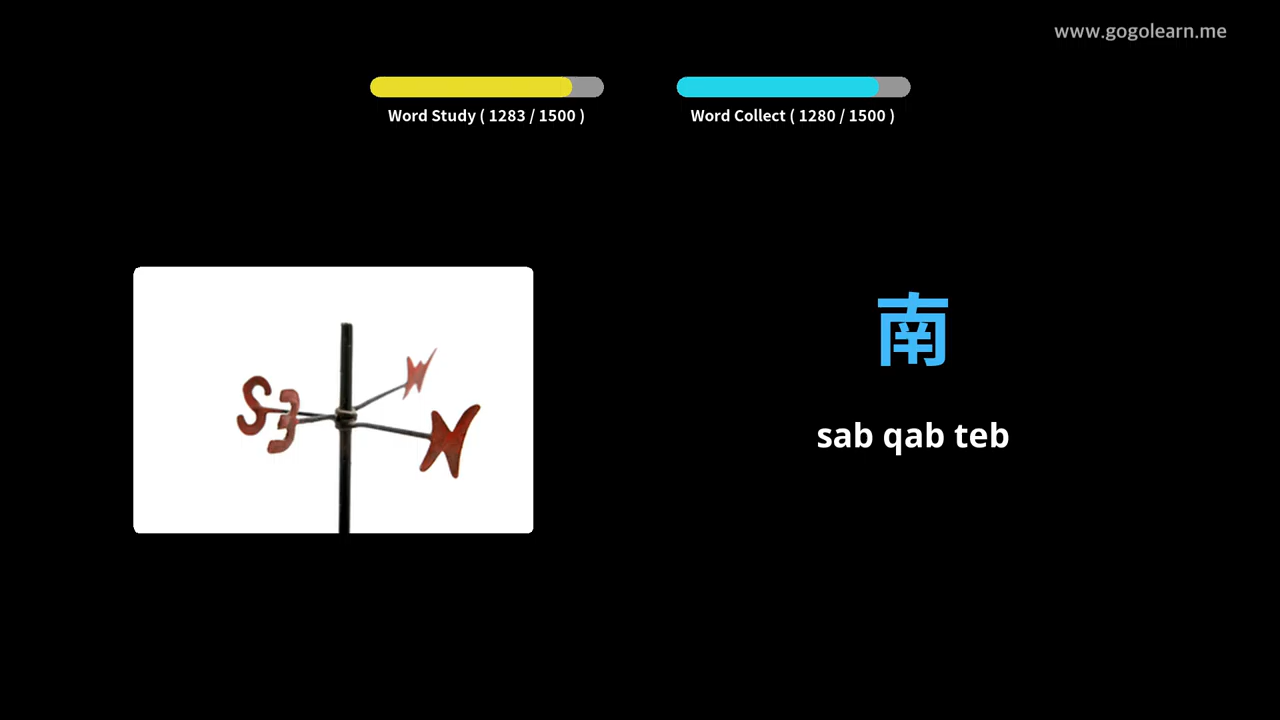 www.gogolearn.me
Word Study ( 1283 / 1500 )
Word Collect ( 1280 / 1500 )
S E W N
南
sab qab teb